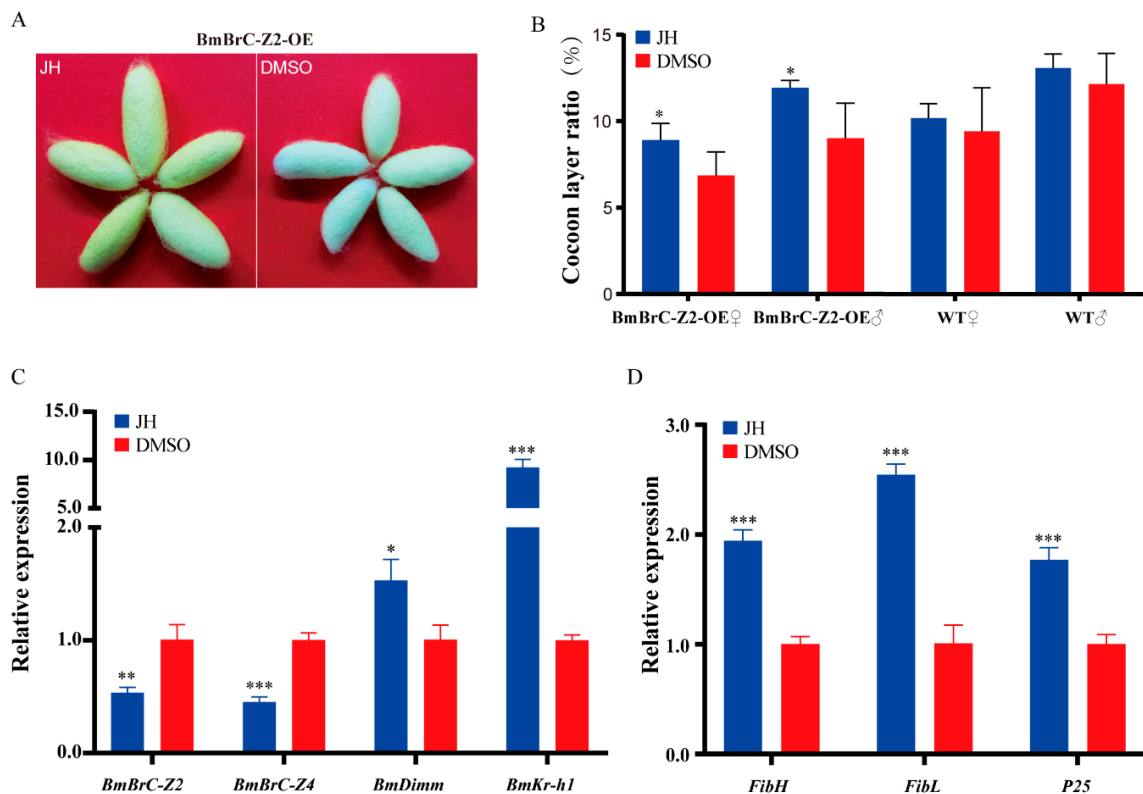 A
BmBrC-Z2-OE
JH
DMSO
B
JH
DMSO
Cocoon layer ratio (%)
15
10
5
0
BmBrC-Z2-OE♀
BmBrC-Z2-OE♂
WT♀
WT♂
*
*
C
JH
DMSO
Relative expression
15.0
10.0
5.0
2.0
1.0
0.0
**
***
*
***
BmBrC-Z2
BmBrC-Z4
BmDimm
BmKr-h1
D
JH
DMSO
Relative expression
3.0
2.0
1.0
0.0
***
***
***
FibH
FibL
P25